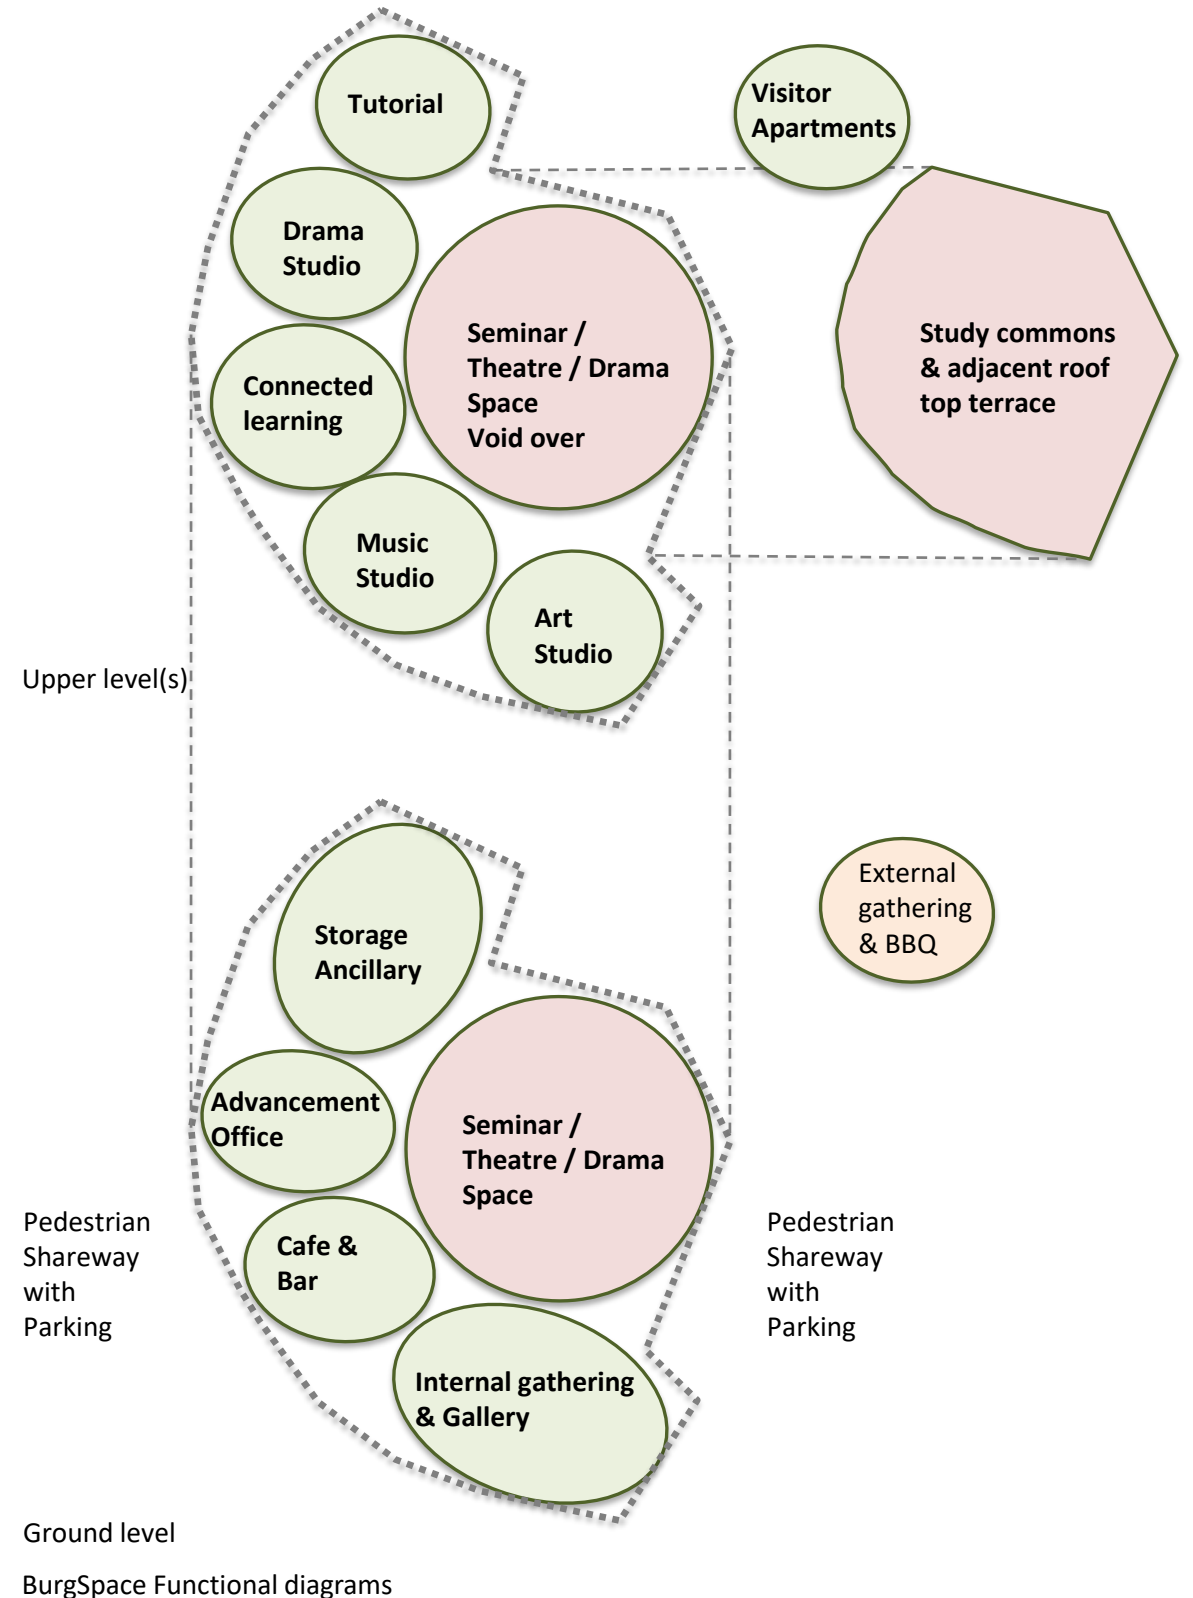 Tutorial
Visitor
Apartments
Drama
Studio
Seminar /
Theatre / Drama
Space
Void over
Study commons
& adjacent roof
top terrace
Connected
learning
Music
Studio
Art
Studio
Upper level(s)
External
gathering
& BBQ
Storage
Ancillary
Advancement
Office
Seminar /
Theatre / Drama
Space
Pedestrian
Shareway
with
Parking
Cafe &
Bar
Pedestrian
Shareway
with
Parking
Internal gathering
& Gallery
Ground level
BurgSpace Functional diagrams